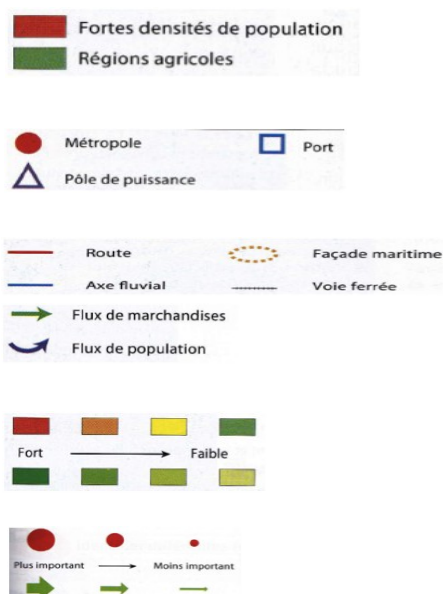 Fortes densités de population
Régions agricoles
Métropole
Port
Pôle de puissance
Route
Façade maritime
Axe fluvial
Voie ferrée
Flux de marchandises
Flux de population
Fort
Faible
Plus important
Moins important